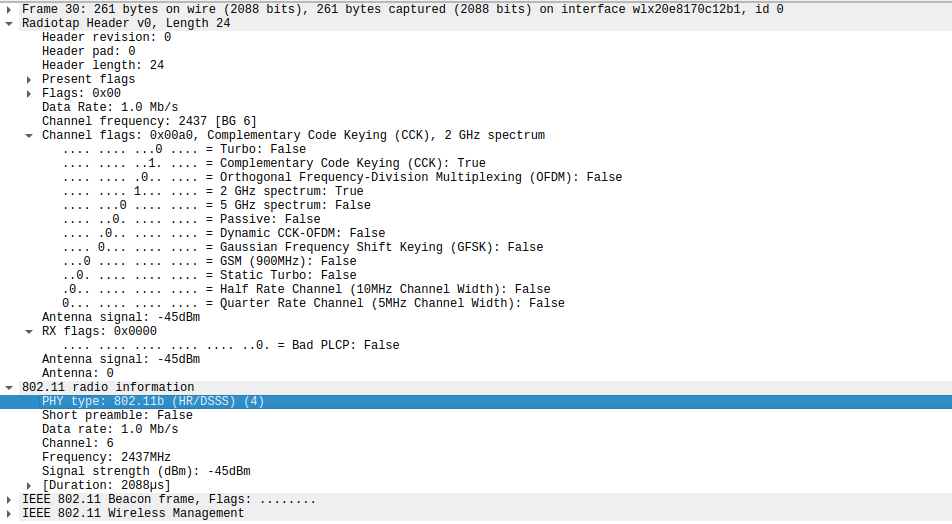 Frame 30: 261 bytes on wire (2088 bits), 261 bytes captured (2088 bits) on interface wlx20e8170c12b1, id 0
Radiotap Header v0, Length 24
Header revision: 0
Header pad: 0
Header length: 24
Present flags
Flags: 0x00
Data Rate: 1.0 Mb/s
Channel frequency: 2437 [BG 6]
Channel flags: 0x00a0, Complementary Code Keying (CCK), 2 GHz spectrum
.... .... ...0 .... = Turbo: False
.... .... ..1. .... = Complementary Code Keying (CCK): True
.... .... .0.. .... = Orthogonal Frequency-Division Multiplexing (OFDM): False
.... .... 1... .... = 2 GHz spectrum: True
.... ...0 .... .... = 5 GHz spectrum: False
.... ..0. .... .... = Passive: False
.... .0.. .... .... = Dynamic CCK-OFDM: False
.... 0... .... .... = Gaussian Frequency Shift Keying (GFSK): False
...0 .... .... .... = GSM (900MHz): False
..0. .... .... .... = Static Turbo: False
.0.. .... .... .... = Half Rate Channel (10MHz Channel Width): False
0... .... .... .... = Quarter Rate Channel (5MHz Channel Width): False
Antenna signal: -45dBm
RX flags: 0x0000
.... .... .... .... .... ..0. = Bad PLCP: False
Antenna signal: -45dBm
Antenna: 0
802.11 radio information
PHY type: 802.11b (HR/DSSS) (4)
Short preamble: False
Data rate: 1.0 Mb/s
Channel: 6
Frequency: 2437MHz
Signal strength (dBm): -45dBm
[Duration: 2088µs]
IEEE 802.11 Beacon frame, Flags: ........
IEEE 802.11 Wireless Management